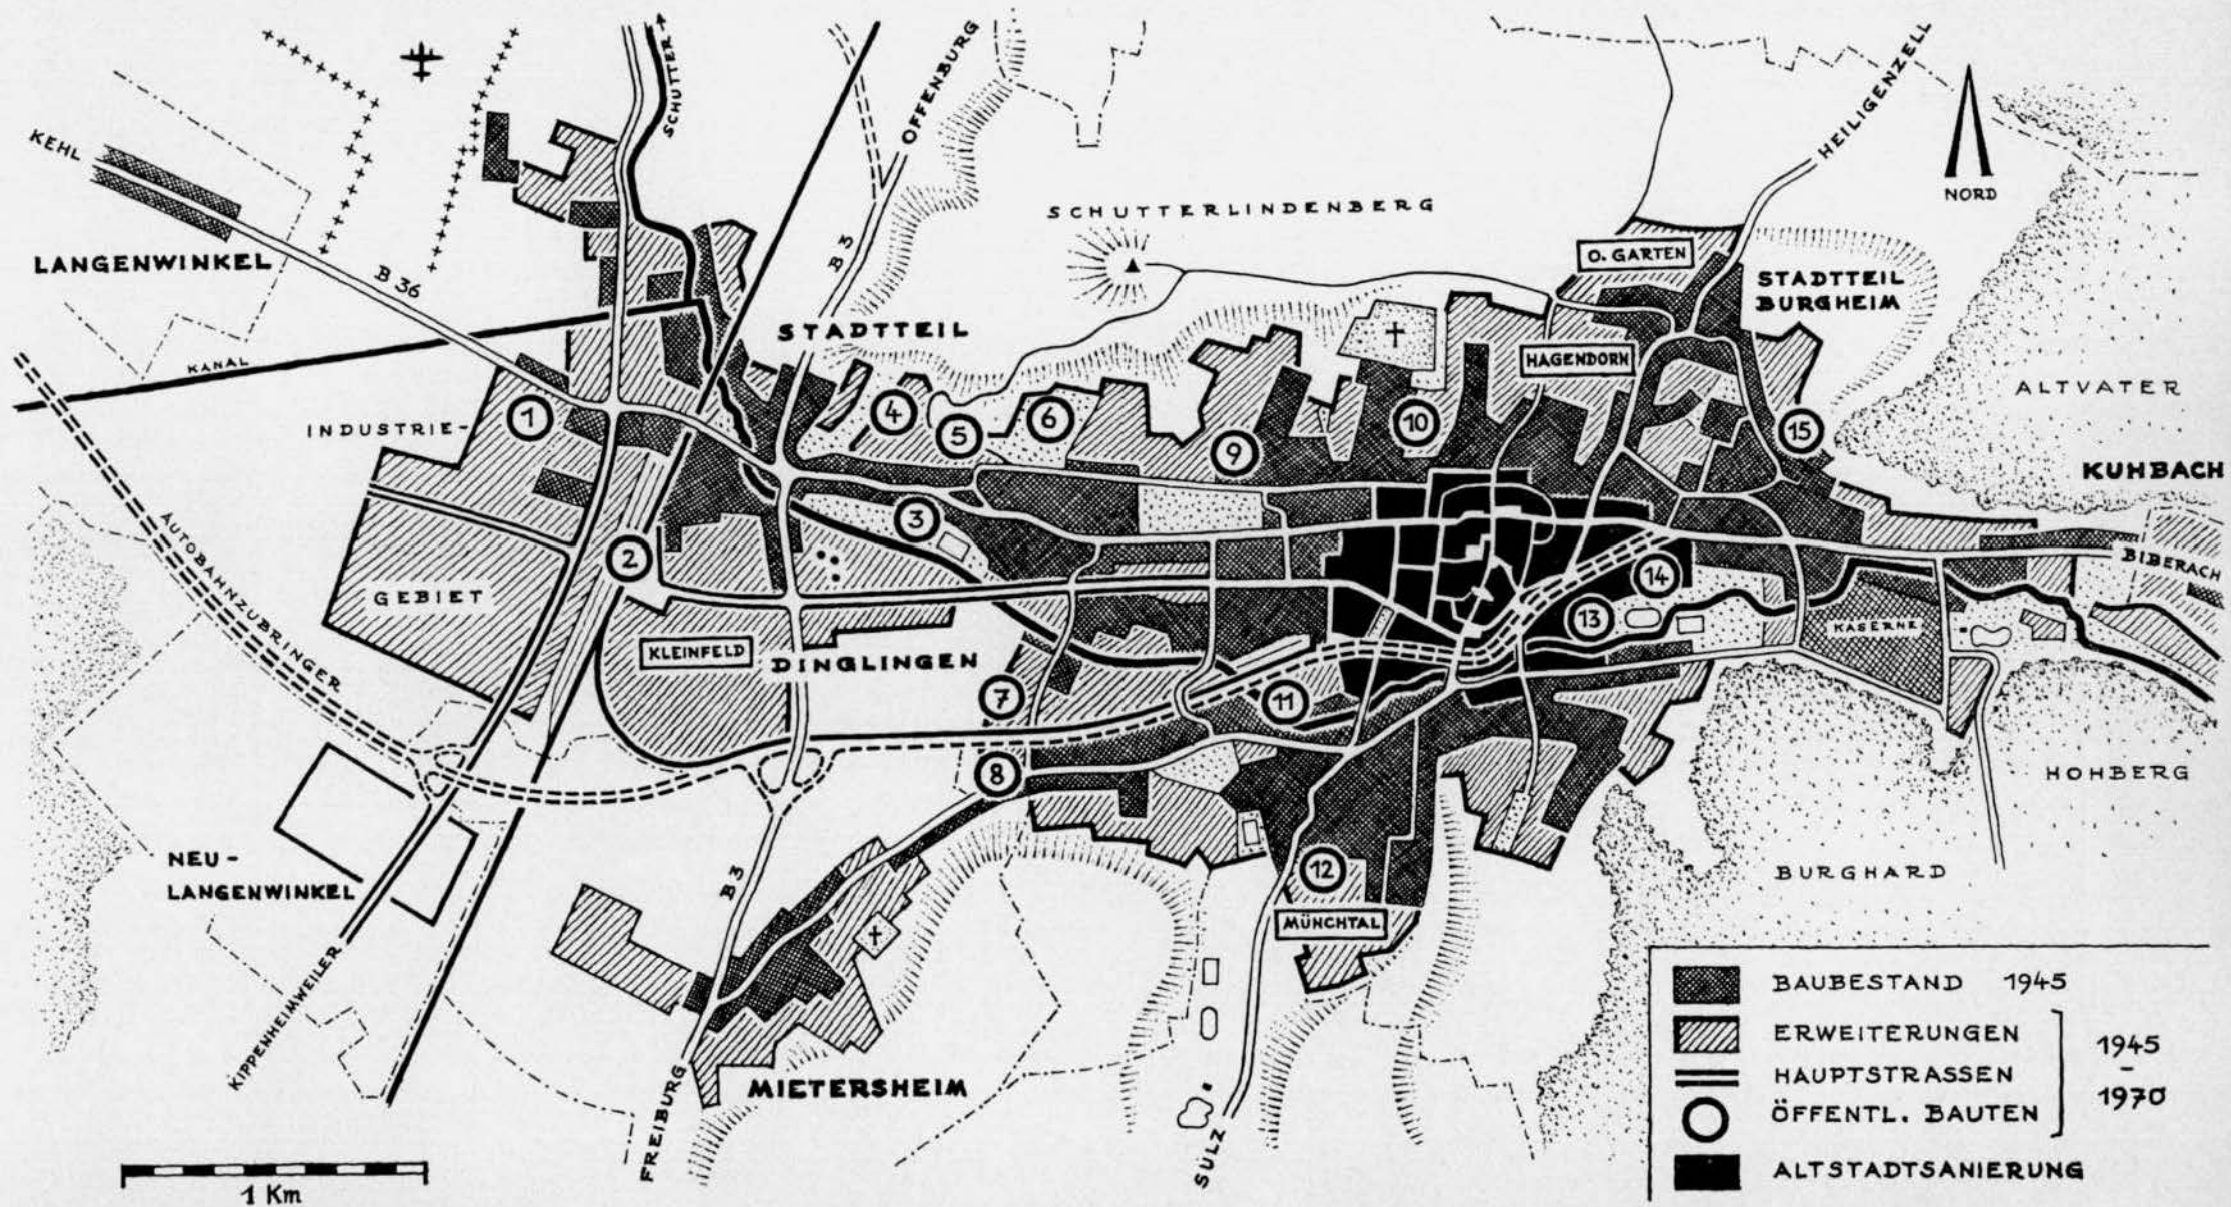 KEHL
SCHUTTER
OFFENBURG
HEILIGENZELL
NORD
LANGENWINKEL
B 36
B 3
SCHUTTERLINDENBERG
O. GARTEN
STADTTEIL
BURGHEIM
STADTTEIL
KANAL
HAGENDORN
ALTVATER
INDUSTRIE-
1
4
5
6
9
10
15
KUHBACH
AUTOBAHNZUBRINGER
2
3
14
BIBERACH
GEBIET
13
KASERNE
KLEINFELD
DINGLINGEN
7
11
8
HOHBERG
NEU-
LANGENWINKEL
B 3
12
BURGHARD
MÜNCHTAL
KIPPENHEIMWEILER
MIETERSHEIM
FREIBURG
SULZ
1 Km
BAUBESTAND 1945
ERWEITERUNGEN
HAUPTSTRASSEN
ÖFFENTL. BAUTEN
1945
-
1970
ALTSTADTSANIERUNG